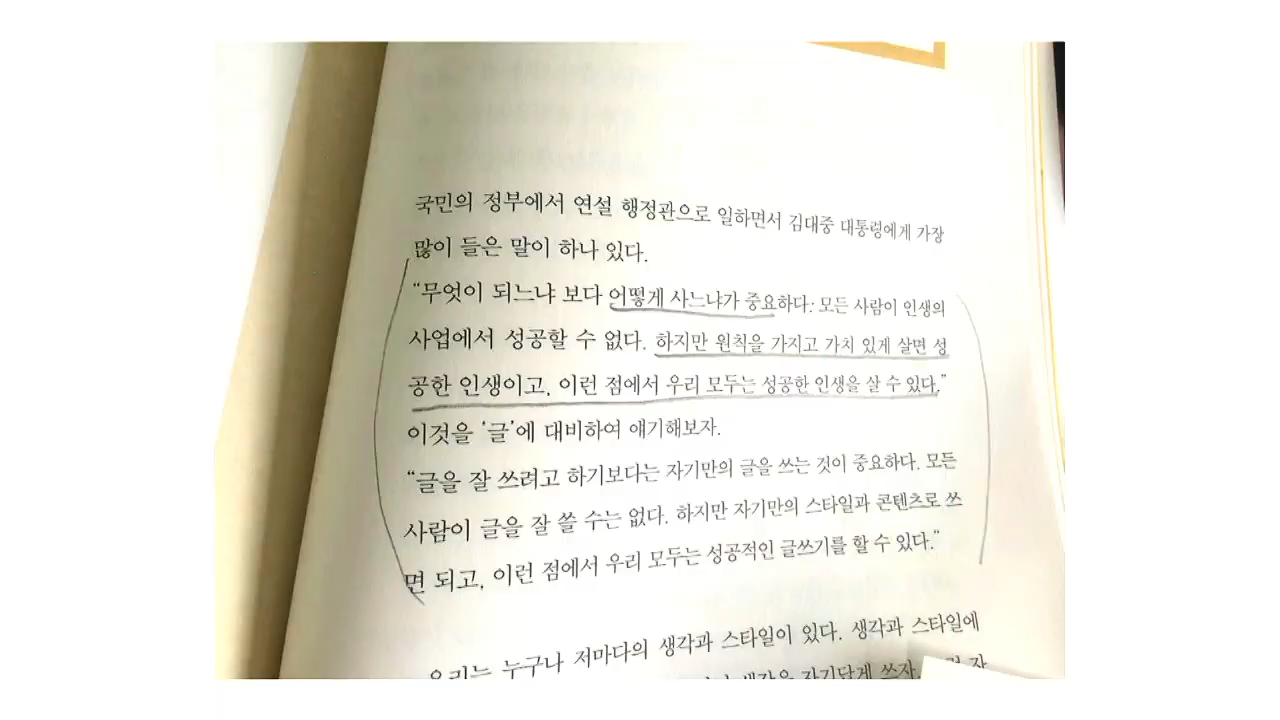 국민의 정부에서 연설 행정관으로 일하면서 김대중 대통령에게 가장
많이 들은 말이 하나 있다.
“무엇이 되느냐 보다 어떻게 사느냐가 중요하다: 모든 사람이 인생의
사업에서 성공할 수 없다. 하지만 원칙을 가지고 가치 있게 살면 성
공한 인생이고, 이런 점에서 우리 모두는 성공한 인생을 살 수 있다.”
이것을 ‘글’에 대비하여 얘기해보자.
“글을 잘 쓰려고 하기보다는 자기만의 글을 쓰는 것이 중요하다. 모든
사람이 글을 잘 쓸 수는 없다. 하지만 자기만의 스타일과 콘텐츠로 쓰
면 되고, 이런 점에서 우리 모두는 성공적인 글쓰기를 할 수 있다.”
우리는 누구나 저마다의 생각과 스타일이 있다. 생각과 스타일에
생각을 자기답게 쓰자.